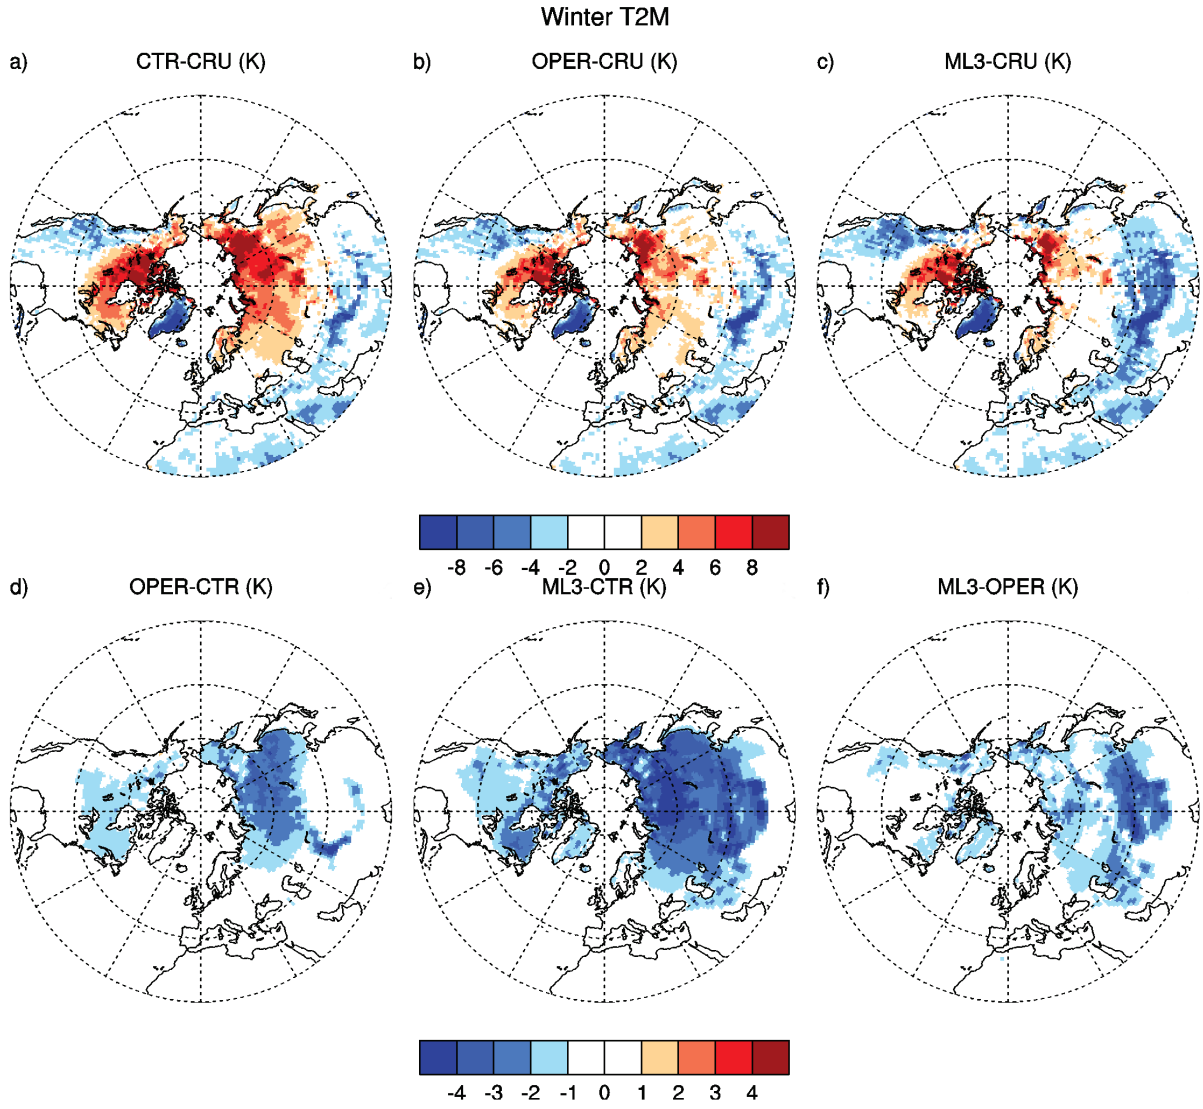 Winter T2M
a) CTR-CRU (K) b) OPER-CRU (K) c) ML3-CRU (K)
-8 -6 -4 -2 0 2 4 6 8
d) OPER-CTR (K) e) ML3-CTR (K) f) ML3-OPER (K)
-4 -3 -2 -1 0 1 2 3 4